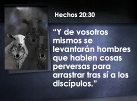 Hechos 20:30
"Y de vosotros
mismos se
levantarán hombres
que hablen cosas
perversas para
arrastrar tras sí a los
discípulos."